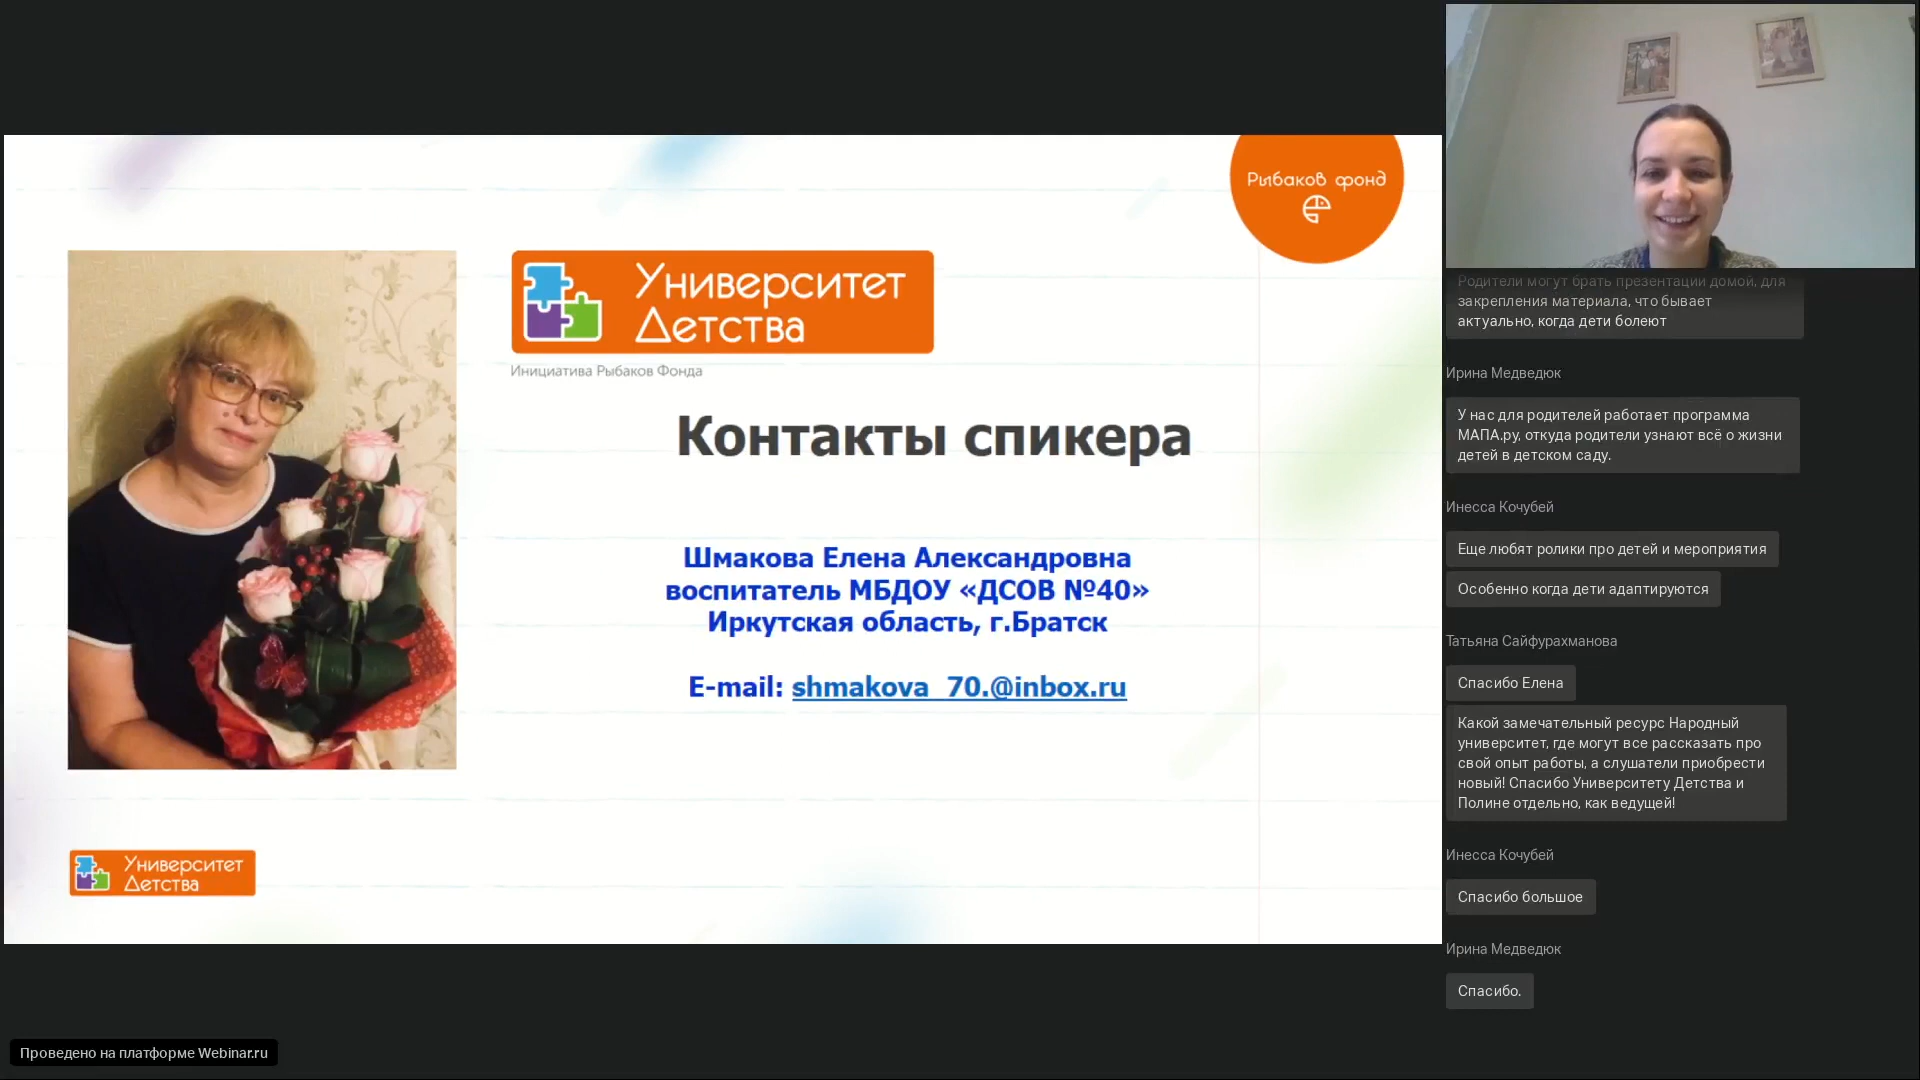 Рыбаков фонд
Университет
Детства
Инициатива Рыбаков Фонда
Контакты спикера
Шмакова Елена Александровна
воспитатель МБДОУ «ДСОВ №40»
Иркутская область, г.Братск
E-mail: shmakova_70.@inbox.ru
Университет
Детства
Проведено на платформе Webinar.ru
Родители могут брать презентации домой, для
закрепления материала, что бывает
актуально, когда дети болеют
Ирина Медведюк
У нас для родителей работает программа
МАПА.ру, откуда родители узнают всё о жизни
детей в детском саду.
Инесса Кочубей
Еще любят ролики про детей и мероприятия
Особенно когда дети адаптируются
Татьяна Сайфурахманова
Спасибо Елена
Какой замечательный ресурс Народный
университет, где могут все рассказать про
свой опыт работы, а слушатели приобрести
новый! Спасибо Университету Детства и
Полине отдельно, как ведущей!
Инесса Кочубей
Спасибо большое
Ирина Медведюк
Спасибо.